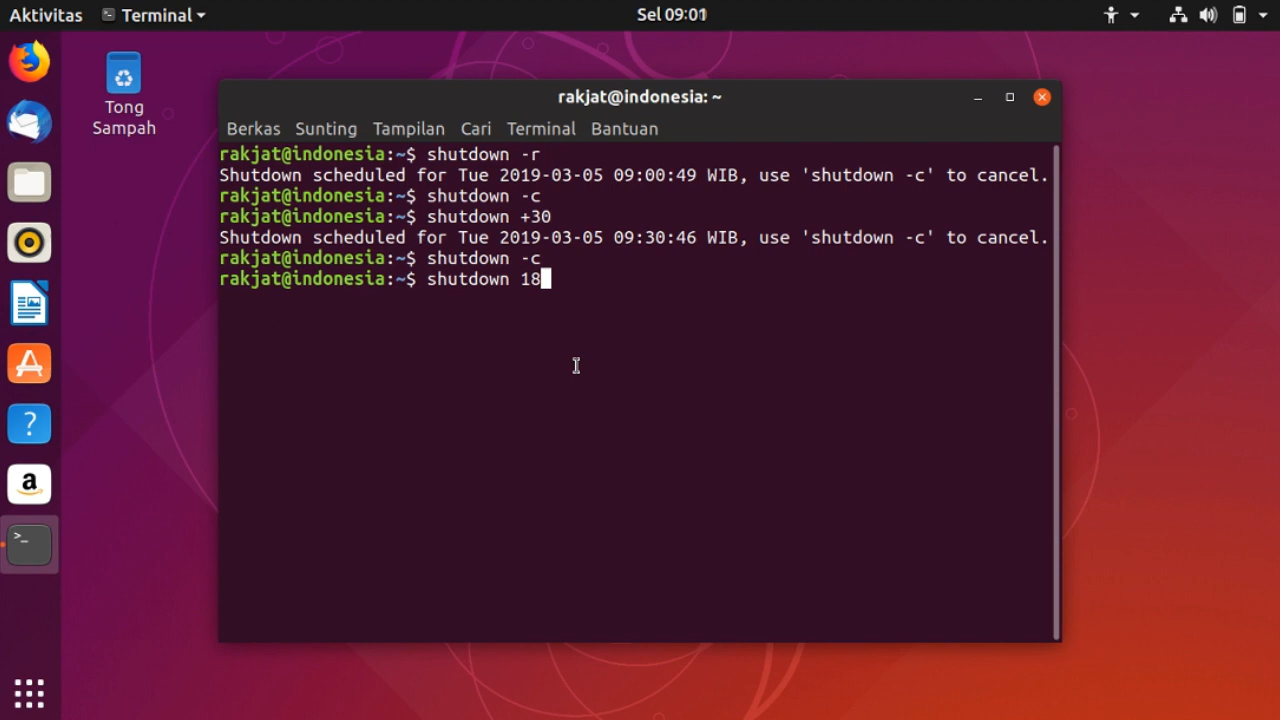 Aktivitas Terminal Sel 09:01
Tong
Sampah
rakjat@indonesia: ~
Berkas Sunting Tampilan Cari Terminal Bantuan
rakjat@indonesia:~$ shutdown -r
Shutdown scheduled for Tue 2019-03-05 09:00:49 WIB, use 'shutdown -c' to cancel.
rakjat@indonesia:~$ shutdown -c
rakjat@indonesia:~$ shutdown +30
Shutdown scheduled for Tue 2019-03-05 09:30:46 WIB, use 'shutdown -c' to cancel.
rakjat@indonesia:~$ shutdown -c
rakjat@indonesia:~$ shutdown 18